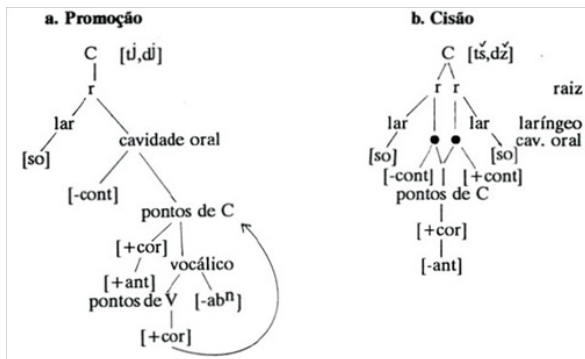 a. Promoção
C [tʲ,dʲ]
r
lar
cavidade oral
[so]
[-cont]
pontos de C
[+cor]
[+ant]
vocálico
pontos de V
[-abⁿ]
[+cor]
b. Cisão
C [tš,dž]
r r raiz
lar lar laríngeo
cav. oral
[so] [so]
[-cont] [+cont]
pontos de C
[+cor]
[-ant]